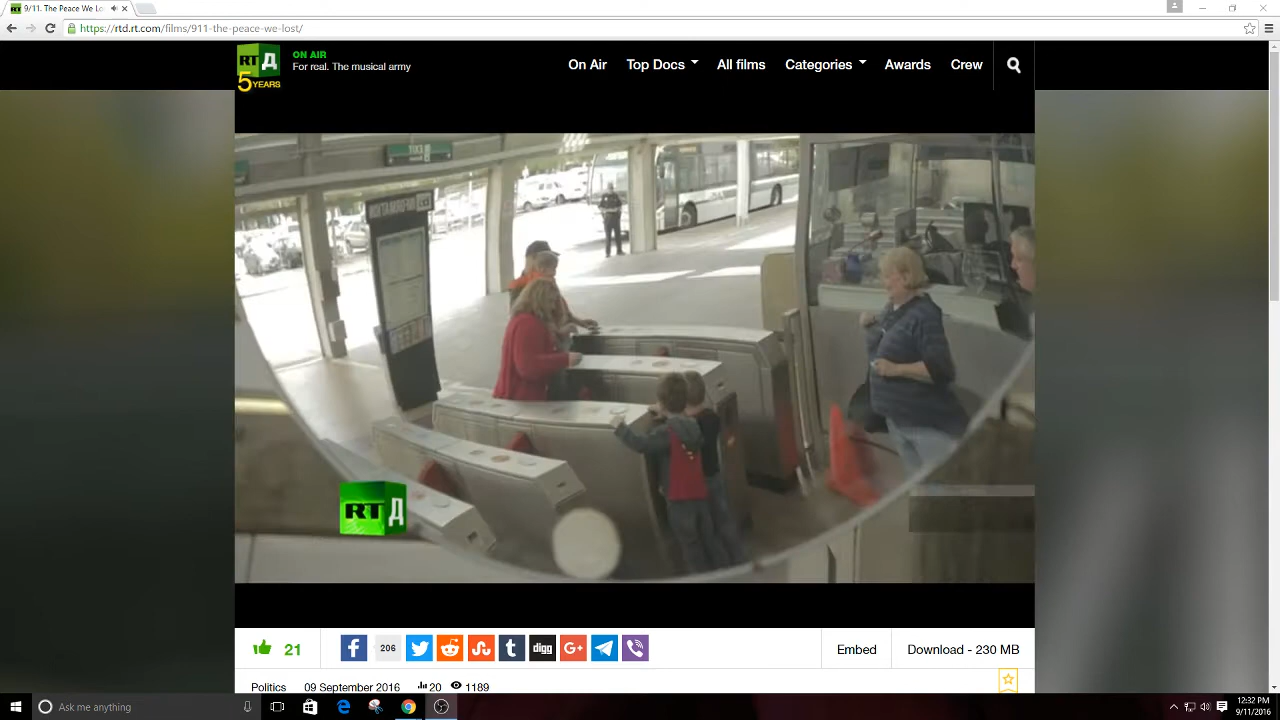 9/11. The Peace We Lo
https://rtd.rt.com/films/911-the-peace-we-lost/
RT Д
5 YEARS
ON AIR
For real. The musical army
On Air
Top Docs
All films
Categories
Awards
Crew
EXIT
INFORMATION
RT Д
21
206
digg
G+
Embed
Download - 230 MB
Politics
09 September 2016
20
1189
Ask me anything
12:32 PM
9/11/2016